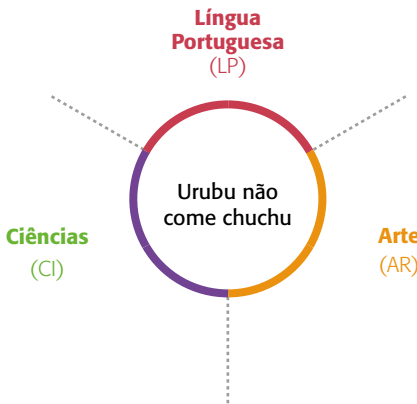 Língua
Portuguesa
(LP)
Urubu não
come chuchu
Ciências
(CI)
Arte
(AR)